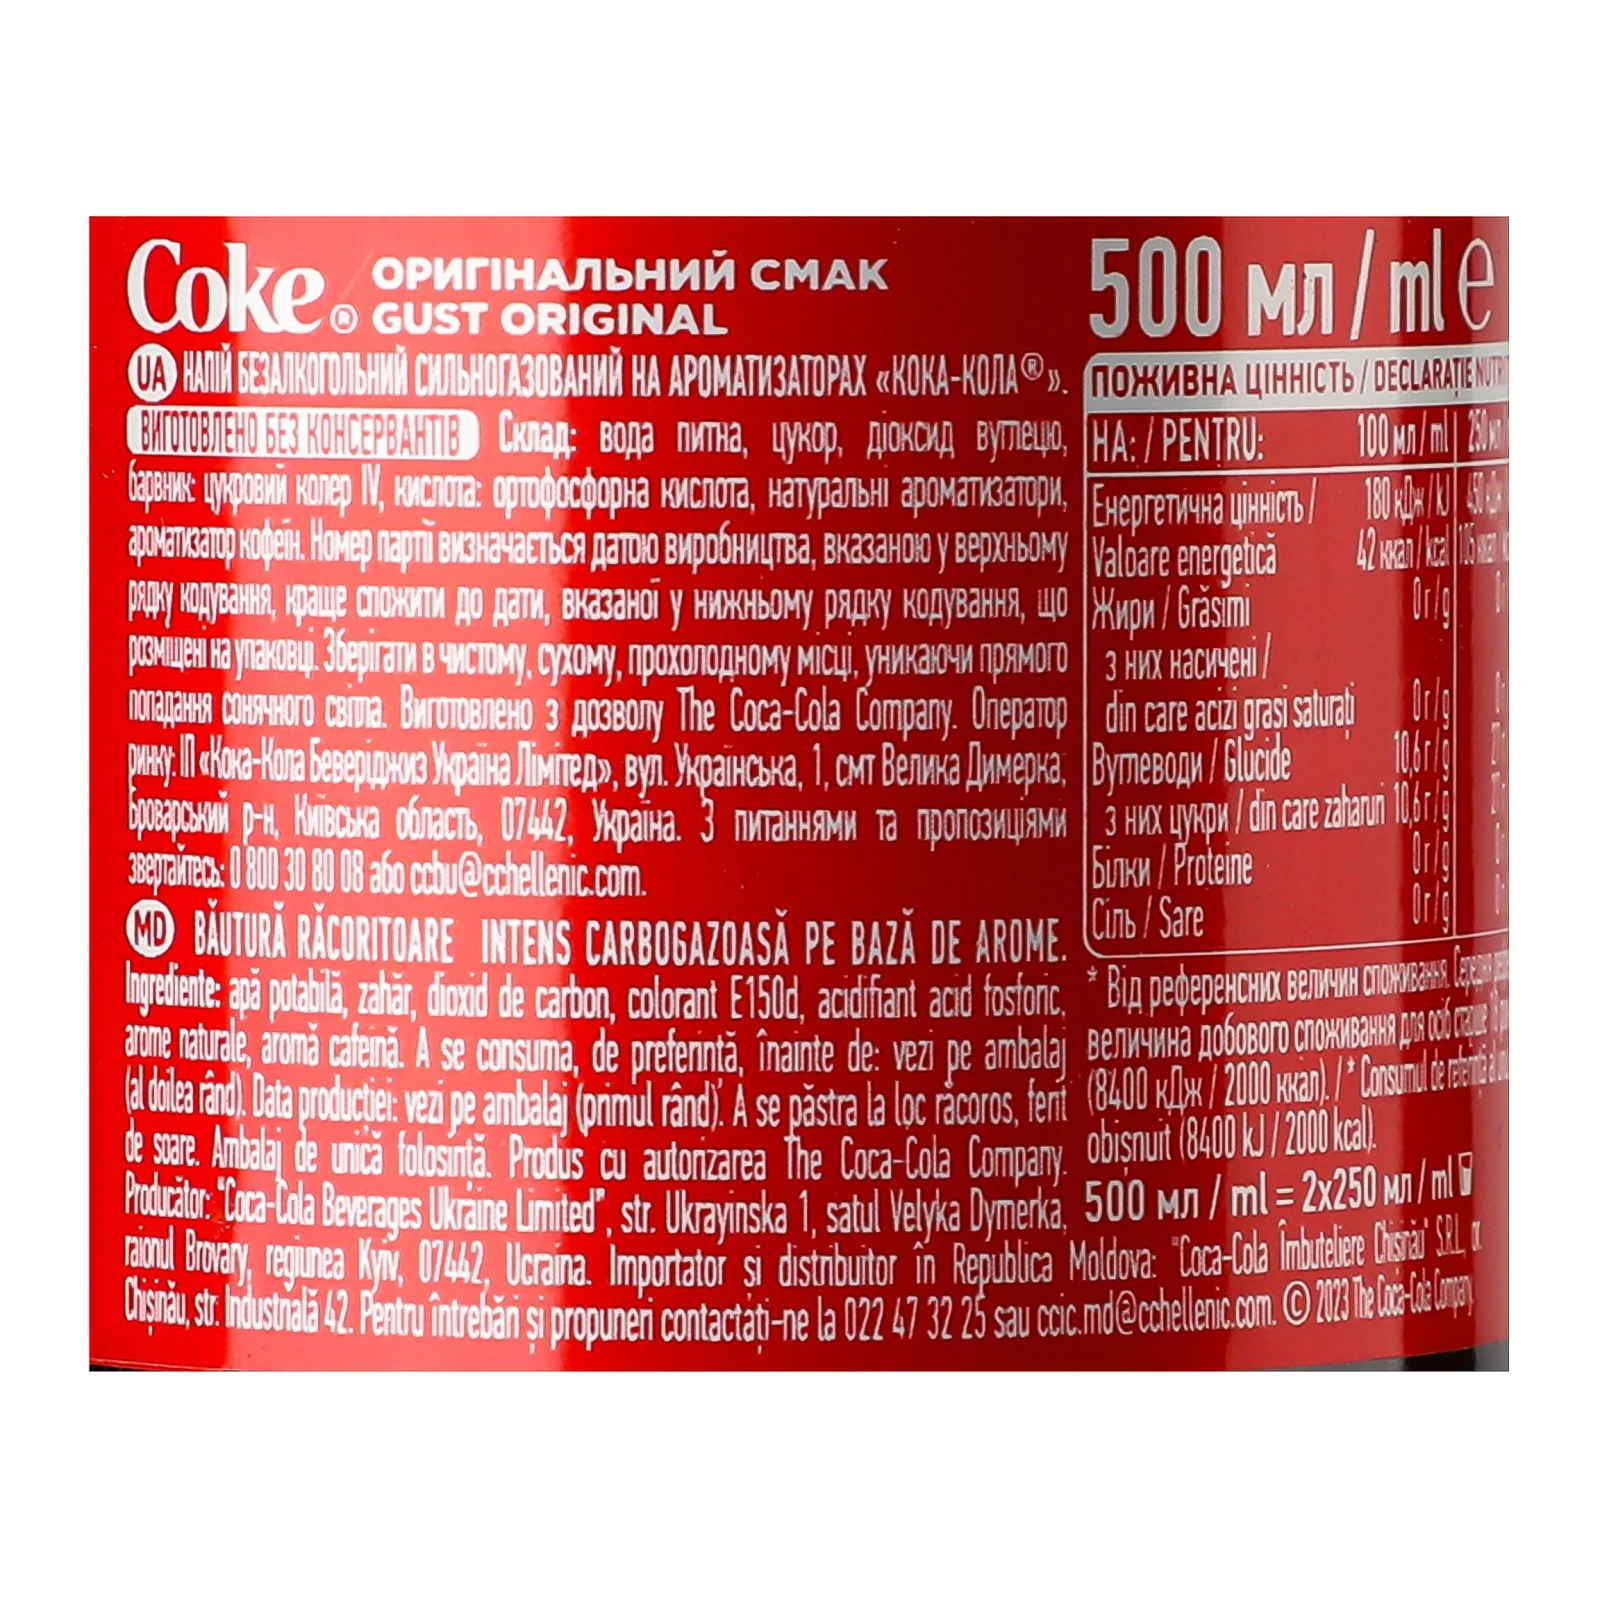 Coke® ОРИГІНАЛЬНИЙ СМАК
GUST ORIGINAL
UA НАПІЙ БЕЗАЛКОГОЛЬНИЙ СИЛЬНОГАЗОВАНИЙ НА АРОМАТИЗАТОРАХ «КОКА-КОЛА®».
ВИГОТОВЛЕНО БЕЗ КОНСЕРВАНТІВ Склад: вода питна, цукор, діоксид вуглецю,
барвник: цукровий колер IV, кислота: ортофосфорна кислота, натуральні ароматизатори,
ароматизатор кофеїн. Номер партії визначається датою виробництва, вказаною у верхньому
рядку кодування, краще спожити до дати, вказаної у нижньому рядку кодування, що
розміщені на упаковці. Зберігати в чистому, сухому, прохолодному місці, уникаючи прямого
попадання сонячного світла. Виготовлено з дозволу The Coca-Cola Company. Оператор
ринку: ІП «Кока-Кола Беверіджиз Україна Лімітед», вул. Українська, 1, смт Велика Димерка,
Броварський р-н, Київська область, 07442, Україна. З питаннями та пропозиціями
звертайтесь: 0 800 30 80 08 або ccbu@cchellenic.com.
MD BĂUTURĂ RĂCORITOARE INTENS CARBOGAZOASĂ PE BAZĂ DE AROME.
Ingrediente: apă potabilă, zahăr, dioxid de carbon, colorant E150d, acidifiant acid fosforic,
arome naturale, aromă cafeină. A se consuma, de preferință, înainte de: vezi pe ambalaj
(al doilea rând). Data producției: vezi pe ambalaj (primul rând). A se păstra la loc răcoros, ferit
de soare. Ambalaj de unică folosință. Produs cu autorizarea The Coca-Cola Company.
Producător: "Coca-Cola Beverages Ukraine Limited", str. Ukrayinska 1, satul Velyka Dymerka,
raionul Brovary, regiunea Kyiv, 07442, Ucraina. Importator și distribuitor în Republica Moldova: "Coca-Cola Îmbuteliere Chișinău" S.R.L., or.
Chișinău, str. Industrială 42. Pentru întrebări și propuneri contactați-ne la 022 47 32 25 sau ccic.md@cchellenic.com. © 2023 The Coca-Cola Company
500 мл / ml ℮
ПОЖИВНА ЦІННІСТЬ / DECLARAȚIE
НА: / PENTRU: 100 мл / ml 250
Енергетична цінність / 180 кДж / kJ 450
Valoare energetică 42 ккал / kcal 105 ккал
Жири / Grăsimi 0 г / g 0
з них насичені /
din care acizi grași saturați 0 г / g 0
Вуглеводи / Glucide 10,6 г / g 27
з них цукри / din care zaharuri 10,6 г / g 27
Білки / Proteine 0 г / g 0
Сіль / Sare 0 г / g 0
* Від референсних величин споживання. Середня
величина добового споживання для осіб старше
(8400 кДж / 2000 ккал). / * Consumul de referință al
obișnuit (8400 kJ / 2000 kcal).
500 мл / ml = 2x250 мл / ml